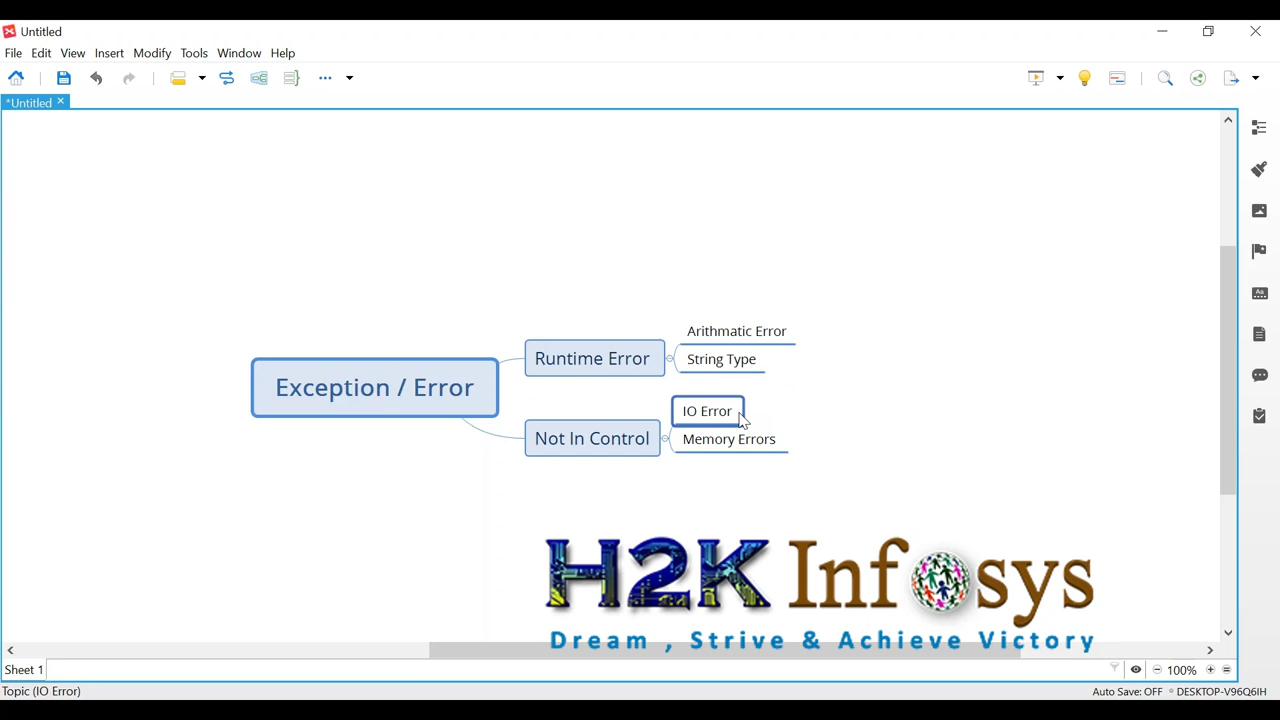 Untitled
File Edit View Insert Modify Tools Window Help
*Untitled
Arithmatic Error
Runtime Error
String Type
Exception / Error
IO Error
Not In Control
Memory Errors
H2K Infosys
Dream , Strive & Achieve Victory
Sheet 1
100%
Topic (IO Error)
Auto Save: OFF
DESKTOP-V96Q6IH